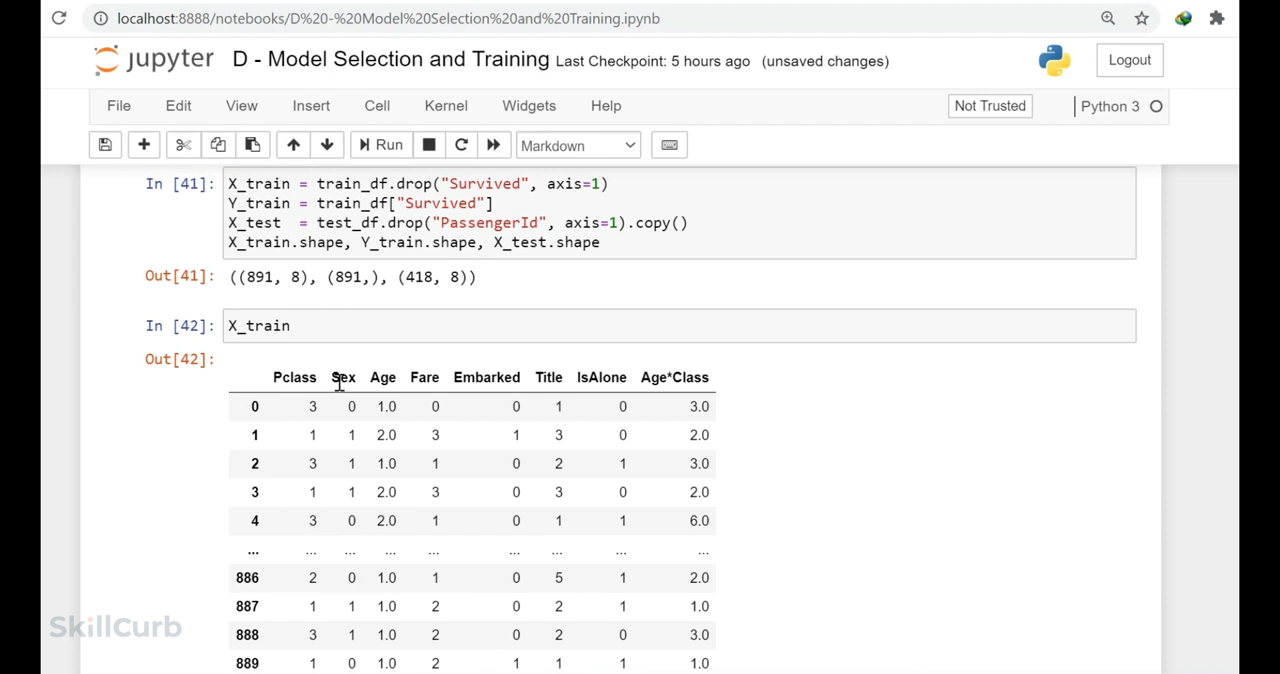 localhost:8888/notebooks/D%20-%20Model%20Selection%20and%20Training.ipynb
jupyter D - Model Selection and Training Last Checkpoint: 5 hours ago (unsaved changes) Logout
File Edit View Insert Cell Kernel Widgets Help Not Trusted Python 3
Run Markdown
In [41]: X_train = train_df.drop("Survived", axis=1)
Y_train = train_df["Survived"]
X_test  = test_df.drop("PassengerId", axis=1).copy()
X_train.shape, Y_train.shape, X_test.shape
Out[41]: ((891, 8), (891,), (418, 8))
In [42]: X_train
Out[42]:
Pclass Sex Age Fare Embarked Title IsAlone Age*Class
0 3 0 1.0 0 0 1 0 3.0
1 1 1 2.0 3 1 3 0 2.0
2 3 1 1.0 1 0 2 1 3.0
3 1 1 2.0 3 0 3 0 2.0
4 3 0 2.0 1 0 1 1 6.0
... ... ... ... ... ... ... ... ...
886 2 0 1.0 1 0 5 1 2.0
887 1 1 1.0 2 0 2 1 1.0
888 3 1 1.0 2 0 2 0 3.0
889 1 0 1.0 2 1 1 1 1.0
SkillCurb